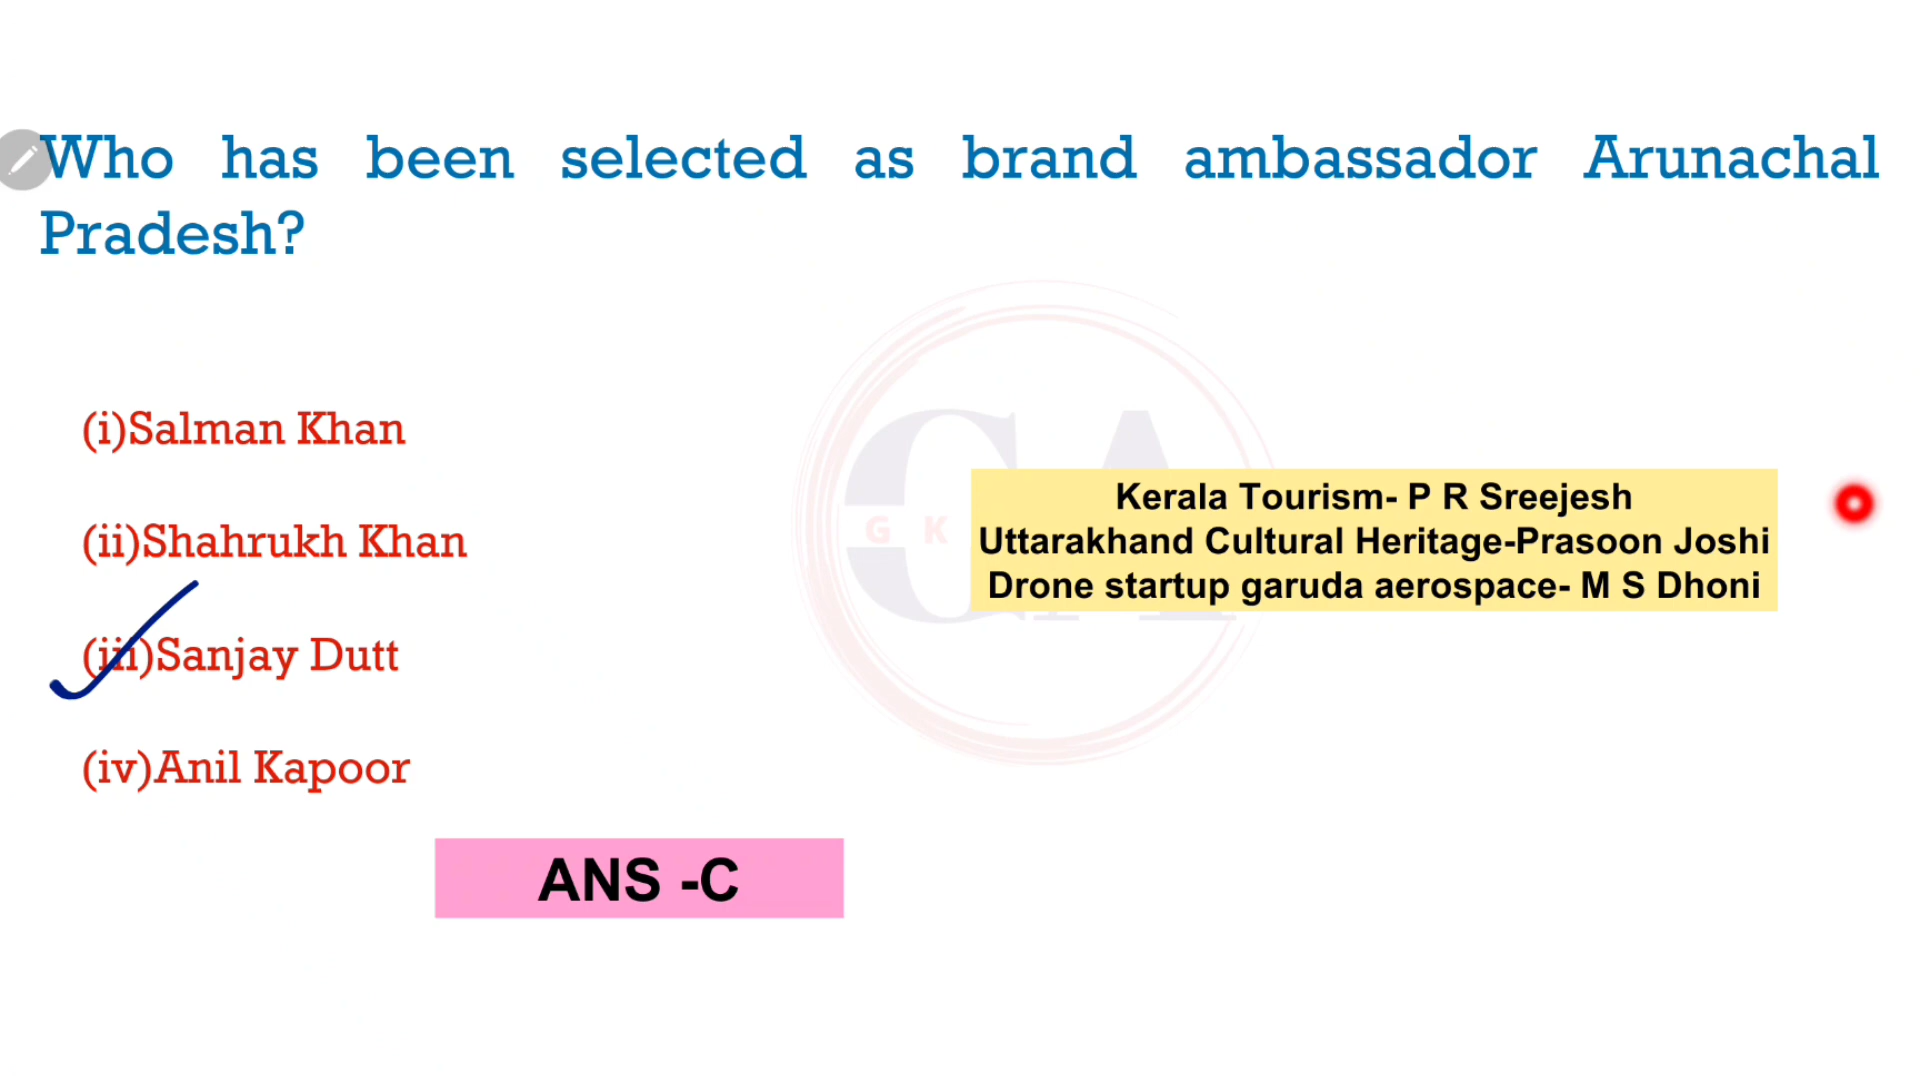 Who has been selected as brand ambassador Arunachal
Pradesh?
(i)Salman Khan
(ii)Shahrukh Khan
(iii)Sanjay Dutt
(iv)Anil Kapoor
Kerala Tourism- P R Sreejesh
Uttarakhand Cultural Heritage-Prasoon Joshi
Drone startup garuda aerospace- M S Dhoni
G K
CA
ANS -C